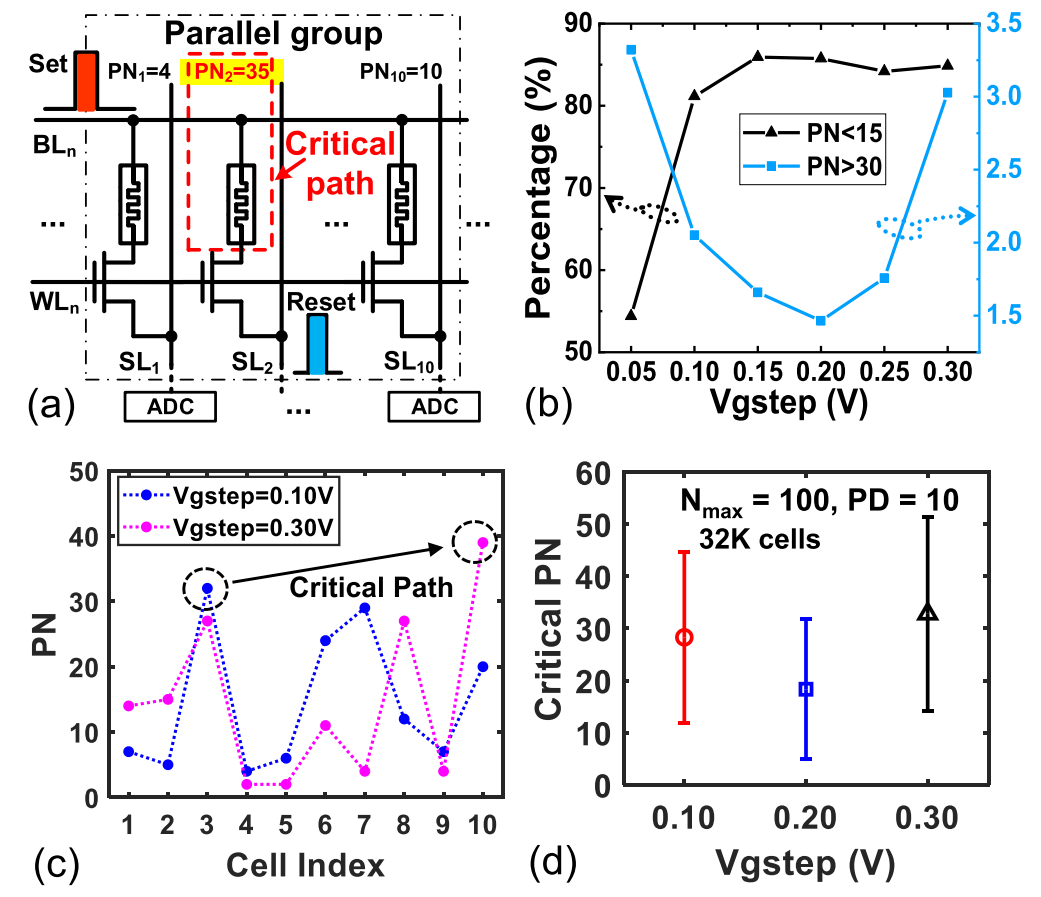 Parallel group
Set
PN₁=4
PN₂=35
PN₁₀=10
BLₙ
Critical
path
...
...
...
WLₙ
Reset
SL₁
SL₂
SL₁₀
(a)
ADC
...
ADC
Percentage (%)
90
80
70
60
50
3.5
3.0
2.5
2.0
1.5
PN<15
PN>30
0.05 0.10 0.15 0.20 0.25 0.30
Vgstep (V)
(b)
PN
50
40
30
20
10
0
Vgstep=0.10V
Vgstep=0.30V
Critical Path
1 2 3 4 5 6 7 8 9 10
Cell Index
(c)
Critical PN
60
50
40
30
20
10
0
Nₘₐₓ = 100, PD = 10
32K cells
0.10 0.20 0.30
Vgstep (V)
(d)